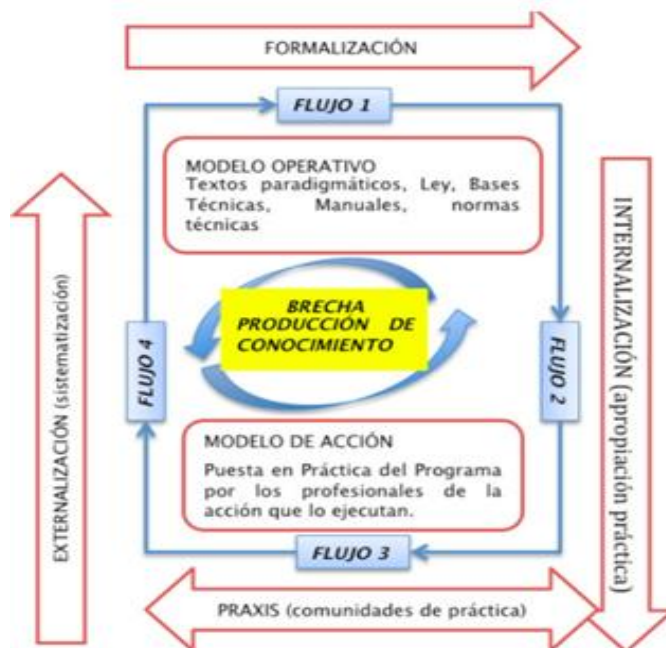 FORMALIZACIÓN
FLUJO 1
MODELO OPERATIVO
Textos paradigmáticos, Ley, Bases
Técnicas, Manuales, normas
técnicas
EXTERNALIZACIÓN (sistematización)
FLUJO 4
BRECHA
PRODUCCIÓN DE
CONOCIMIENTO
FLUJO 2
INTERNALIZACIÓN (apropiación práctica)
MODELO DE ACCIÓN
Puesta en Práctica del Programa
por los profesionales de la
acción que lo ejecutan.
FLUJO 3
PRAXIS (comunidades de práctica)